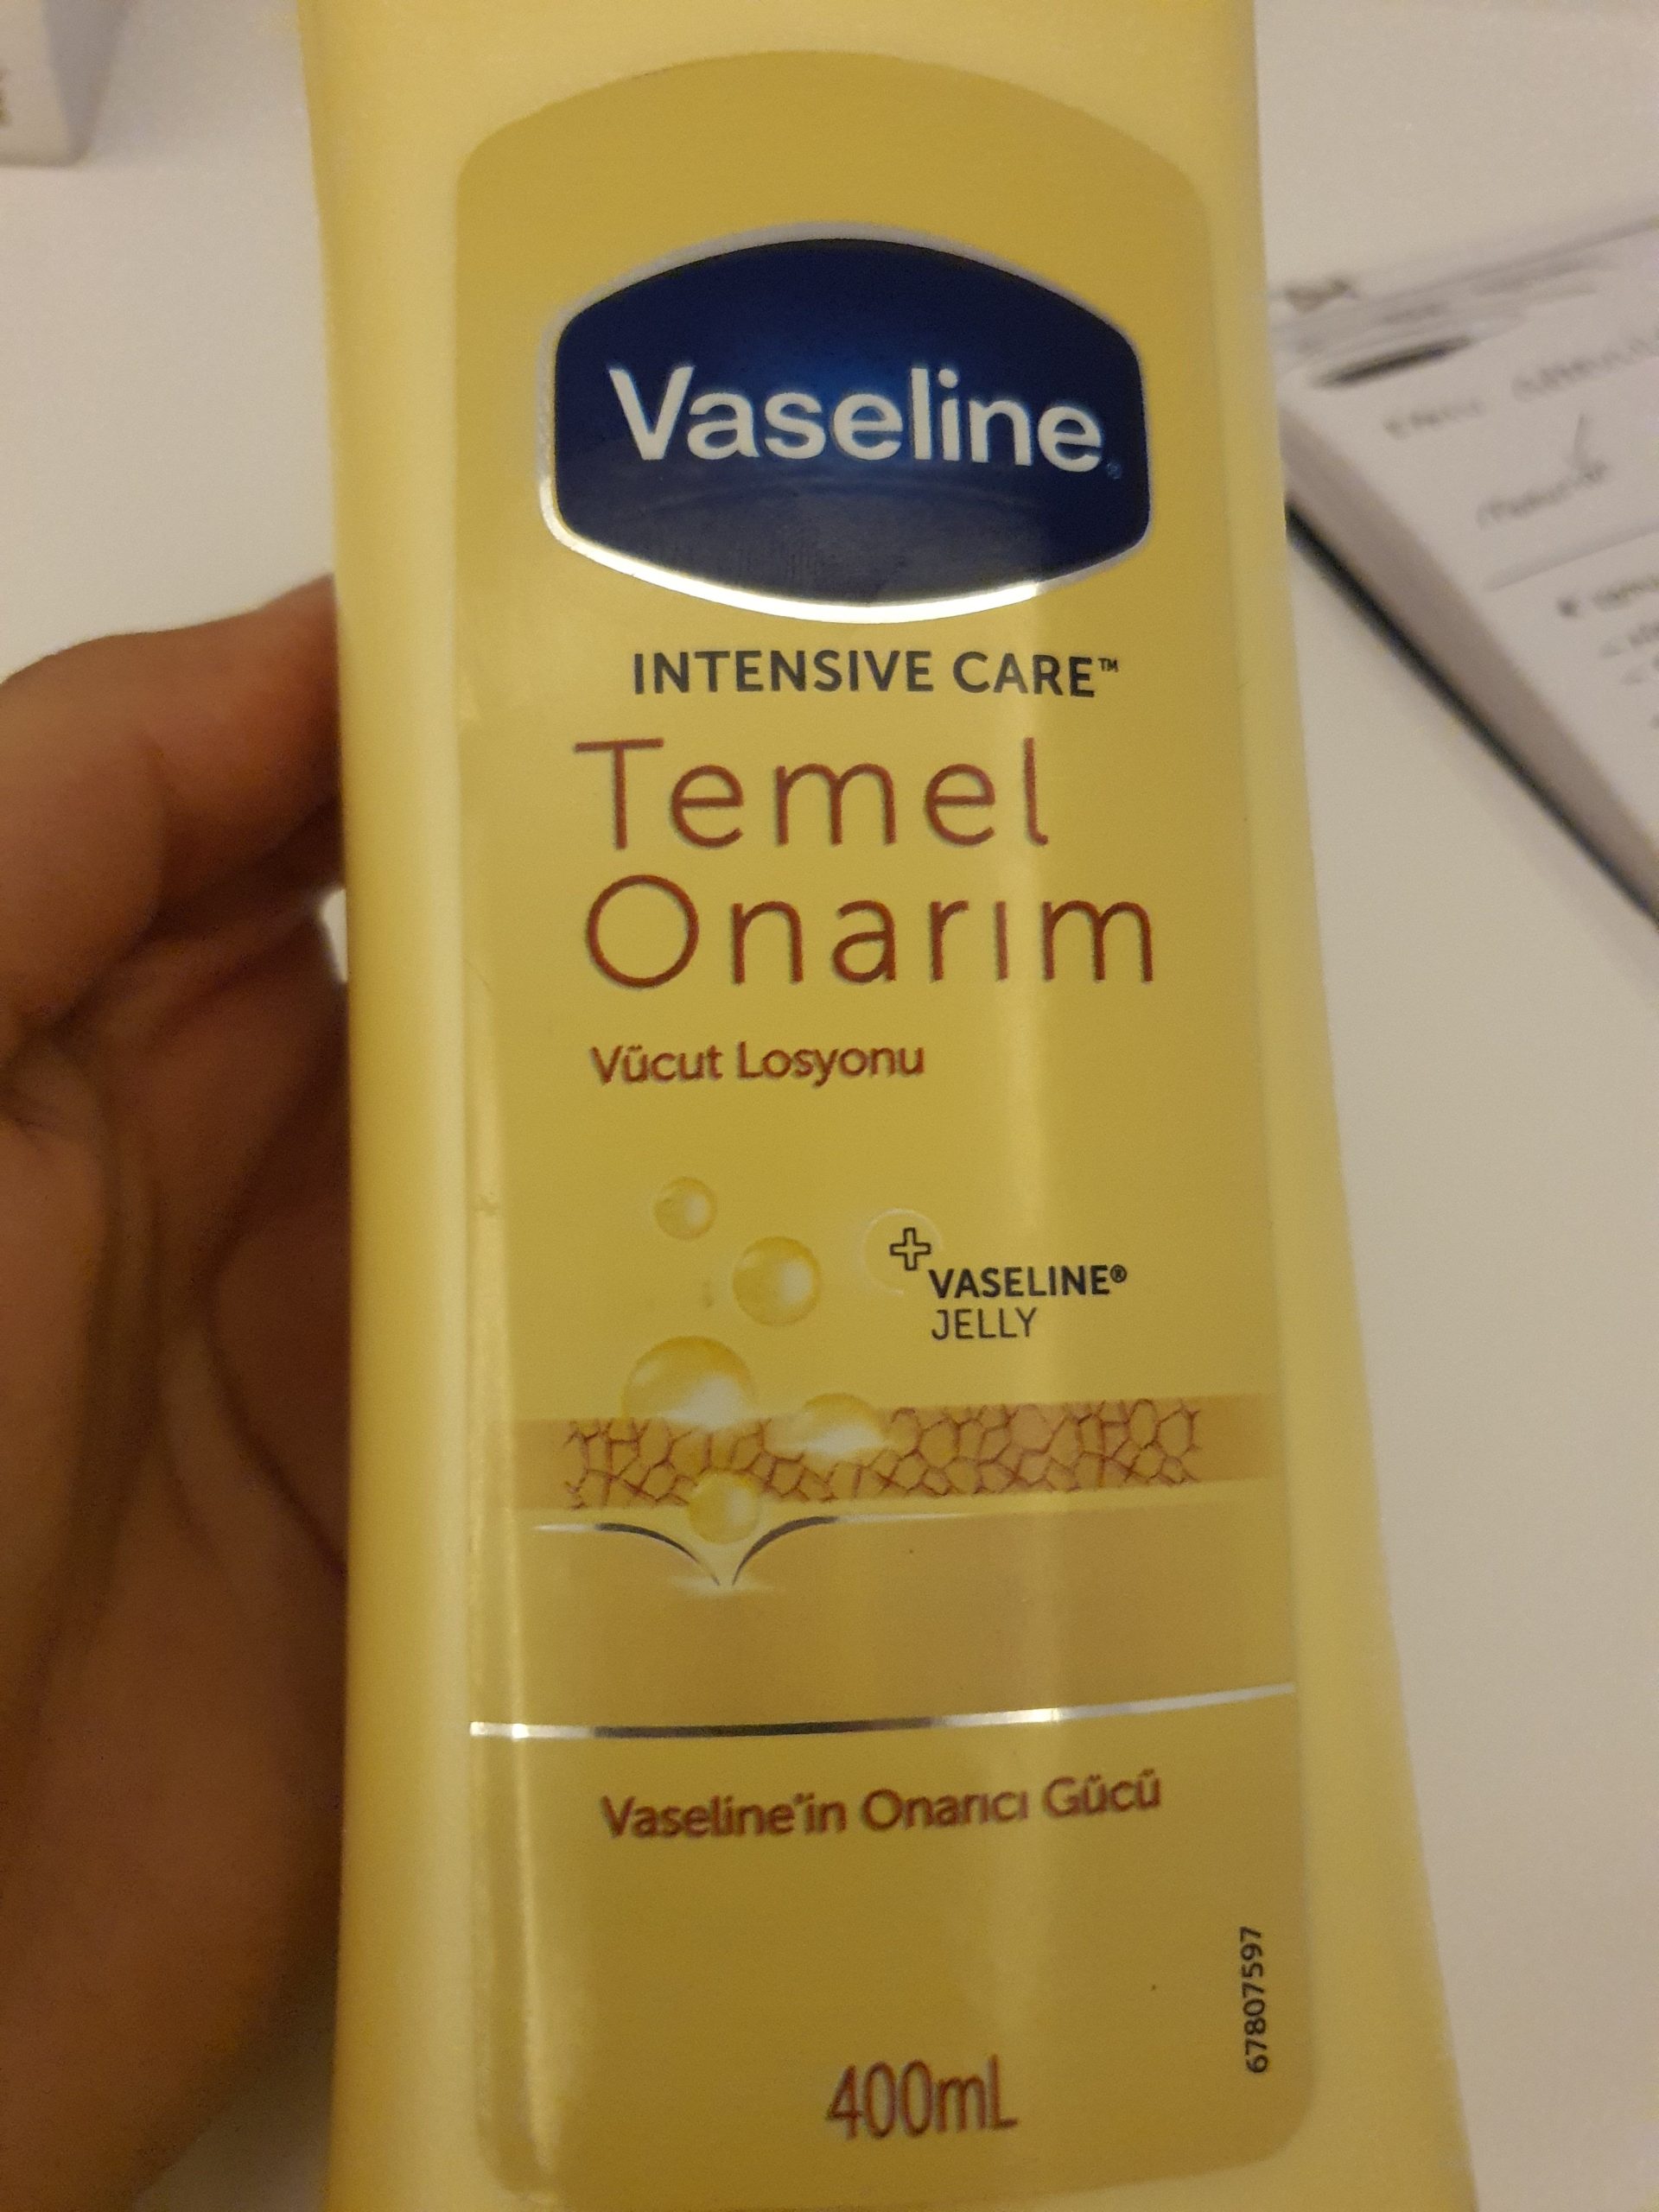 Vaseline®
INTENSIVE CARE™
Temel
Onarım
Vücut Losyonu
VASELINE®
JELLY
Vaseline'in Onarıcı Gücü
67807597
400mL